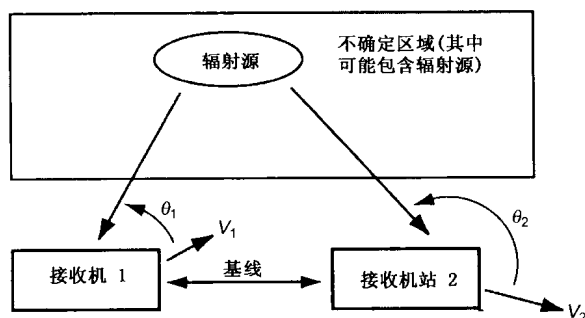 辐射源
不确定区域(其中
可能包含辐射源)
θ1
V1
θ2
接收机 1
基线
接收机站 2
V2